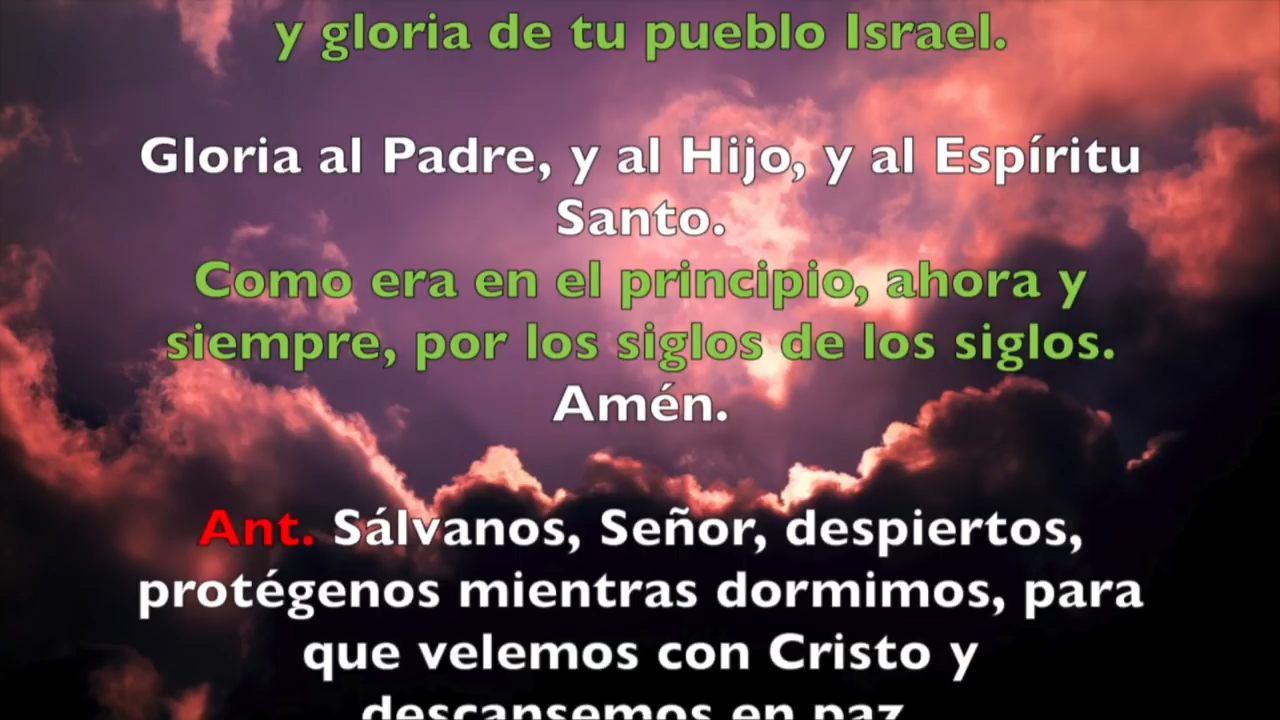 y gloria de tu pueblo Israel.
Gloria al Padre, y al Hijo, y al Espíritu
Santo.
Como era en el principio, ahora y
siempre, por los siglos de los siglos.
Amén.
Ant. Sálvanos, Señor, despiertos,
protégenos mientras dormimos, para
que velemos con Cristo y
descansemos en paz